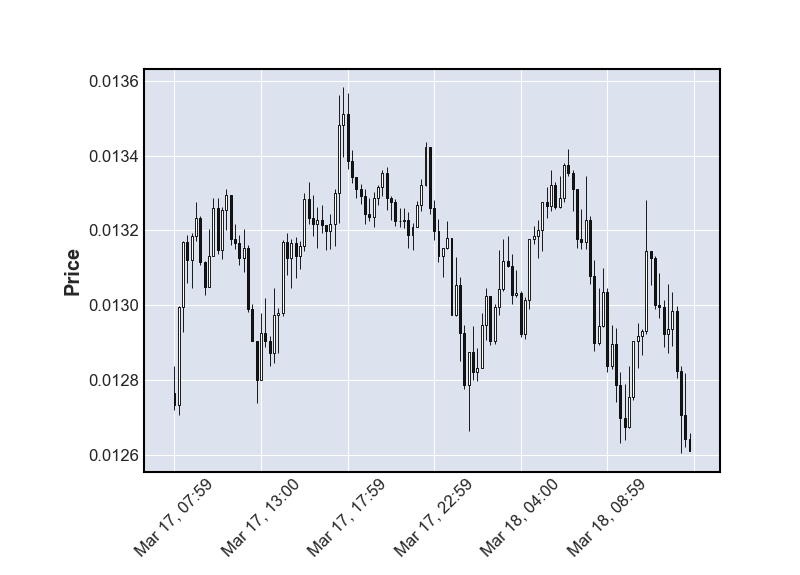 0.0136
0.0134
0.0132
0.0130
0.0128
0.0126
Price
Mar 17, 07:59
Mar 17, 13:00
Mar 17, 17:59
Mar 17, 22:59
Mar 18, 04:00
Mar 18, 08:59